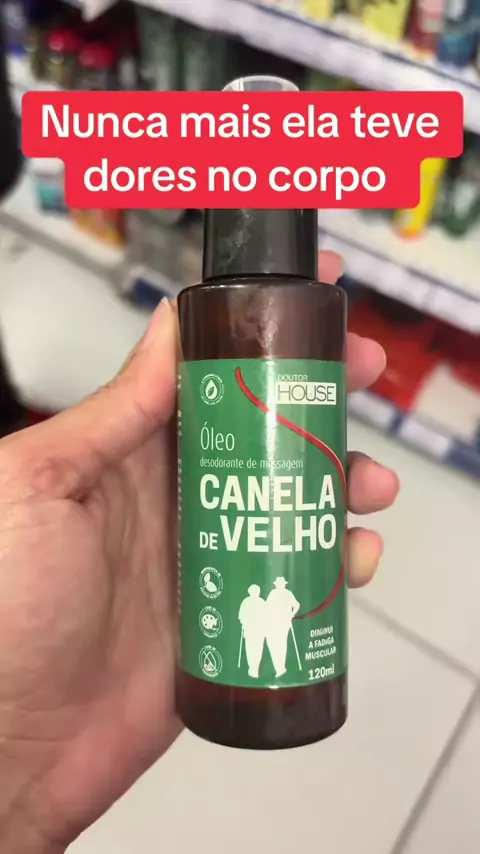 Nunca mais ela teve
dores no corpo
DOUTOR
HOUSE
Óleo
desodorante de massagem
CANELA
DE VELHO
DIMINUI
A FADIGA
MUSCULAR
120ml